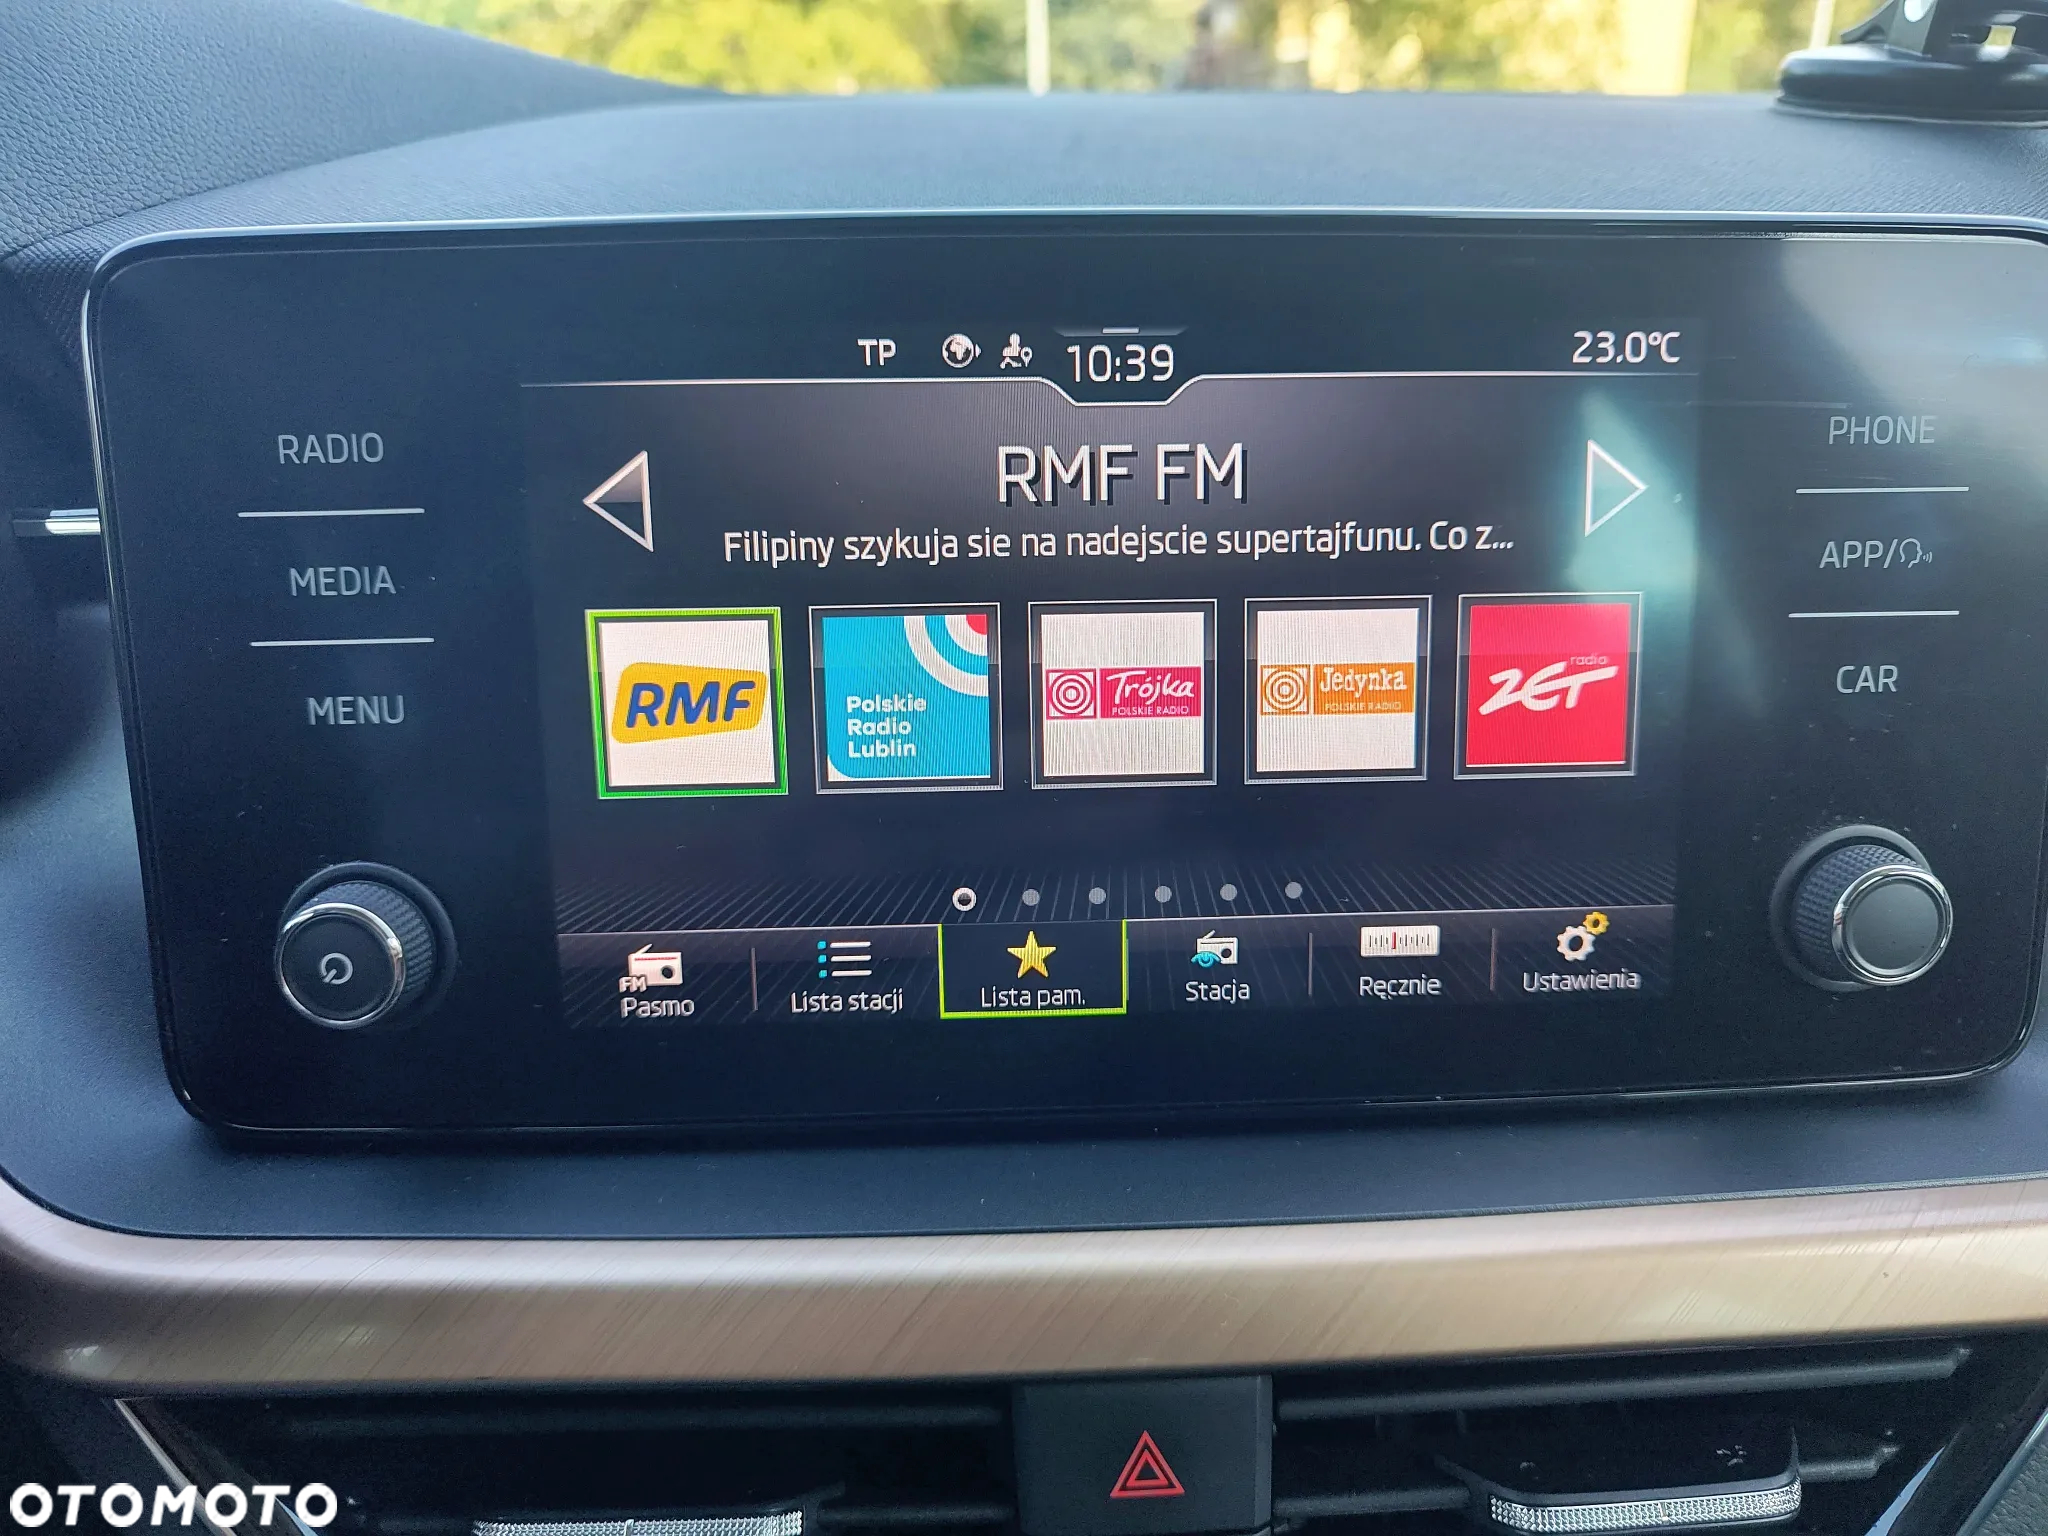 TP 10:39 23.0°C
RADIO
MEDIA
MENU
RMF FM
Filipiny szykuja sie na nadejscie supertajfunu. Co z...
PHONE
APP/
CAR
RMF
Polskie
Radio
Lublin
Trójka
POLSKIE RADIO
Jedynka
POLSKIE RADIO
radio
ZET
FM
Pasmo
Lista stacji
Lista pam.
Stacja
Ręcznie
Ustawienia
OTOMOTO